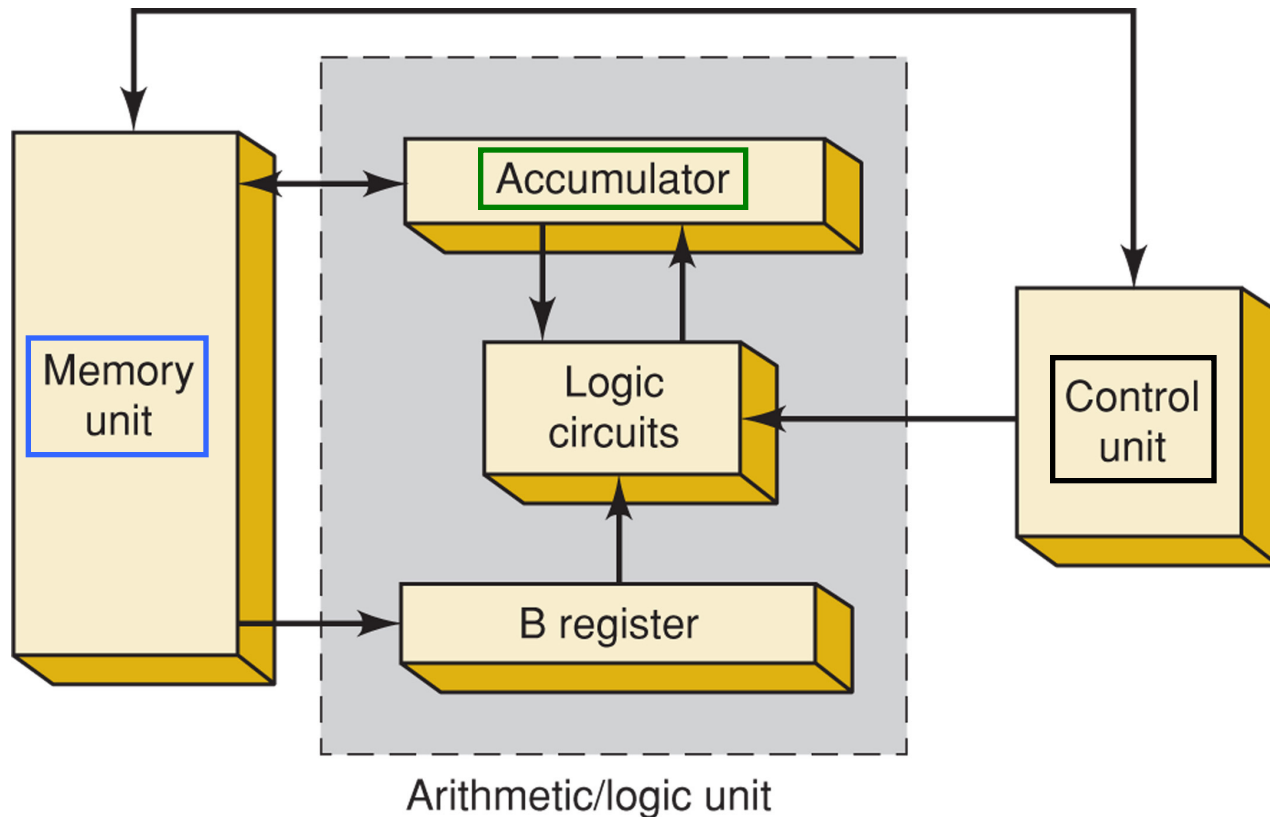 Accumulator
Memory
unit
Logic
circuits
Control
unit
B register
Arithmetic/logic unit